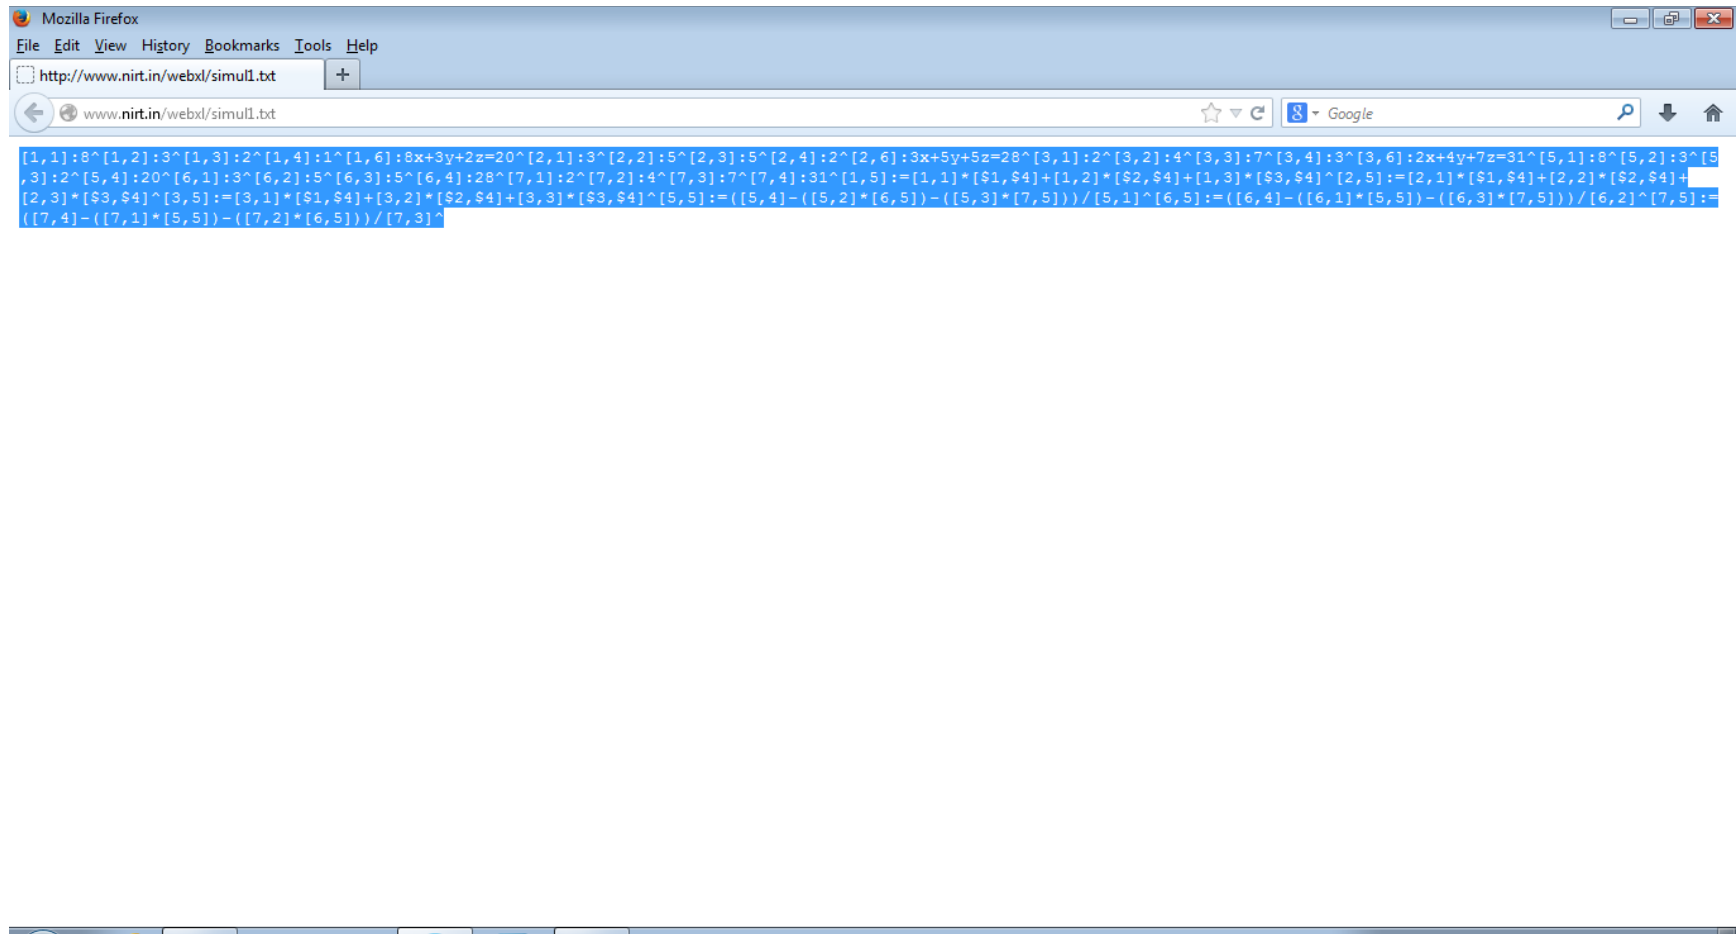 Mozilla Firefox
File Edit View History Bookmarks Tools Help
http://www.nirt.in/webxl/simul1.txt +
www.nirt.in/webxl/simul1.txt 8 Google
[1,1]:8^[1,2]:3^[1,3]:2^[1,4]:1^[1,6]:8x+3y+2z=20^[2,1]:3^[2,2]:5^[2,3]:5^[2,4]:2^[2,6]:3x+5y+5z=28^[3,1]:2^[3,2]:4^[3,3]:7^[3,4]:3^[3,6]:2x+4y+7z=31^[5,1]:8^[5,2]:3^[5
,3]:2^[5,4]:20^[6,1]:3^[6,2]:5^[6,3]:5^[6,4]:28^[7,1]:2^[7,2]:4^[7,3]:7^[7,4]:31^[1,5]:=[1,1]*[$1,$4]+[1,2]*[$2,$4]+[1,3]*[$3,$4]^[2,5]:=[2,1]*[$1,$4]+[2,2]*[$2,$4]+
[2,3]*[$3,$4]^[3,5]:=[3,1]*[$1,$4]+[3,2]*[$2,$4]+[3,3]*[$3,$4]^[5,5]:=([5,4]-([5,2]*[6,5])-([5,3]*[7,5]))/[5,1]^[6,5]:=([6,4]-([6,1]*[5,5])-([6,3]*[7,5]))/[6,2]^[7,5]:=
([7,4]-([7,1]*[5,5])-([7,2]*[6,5]))/[7,3]^